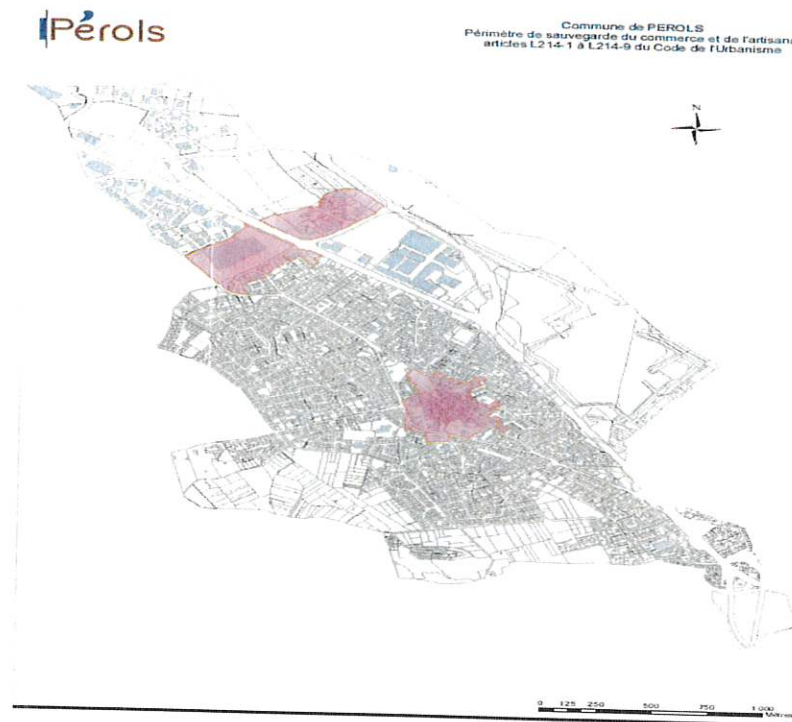 Pérols
Commune de PEROLS
Périmètre de sauvegarde du commerce et de l'artisana
articles L214-1 à L214-9 du Code de l'Urbanisme
N
0 125 250 500 750 1 000
Mètres